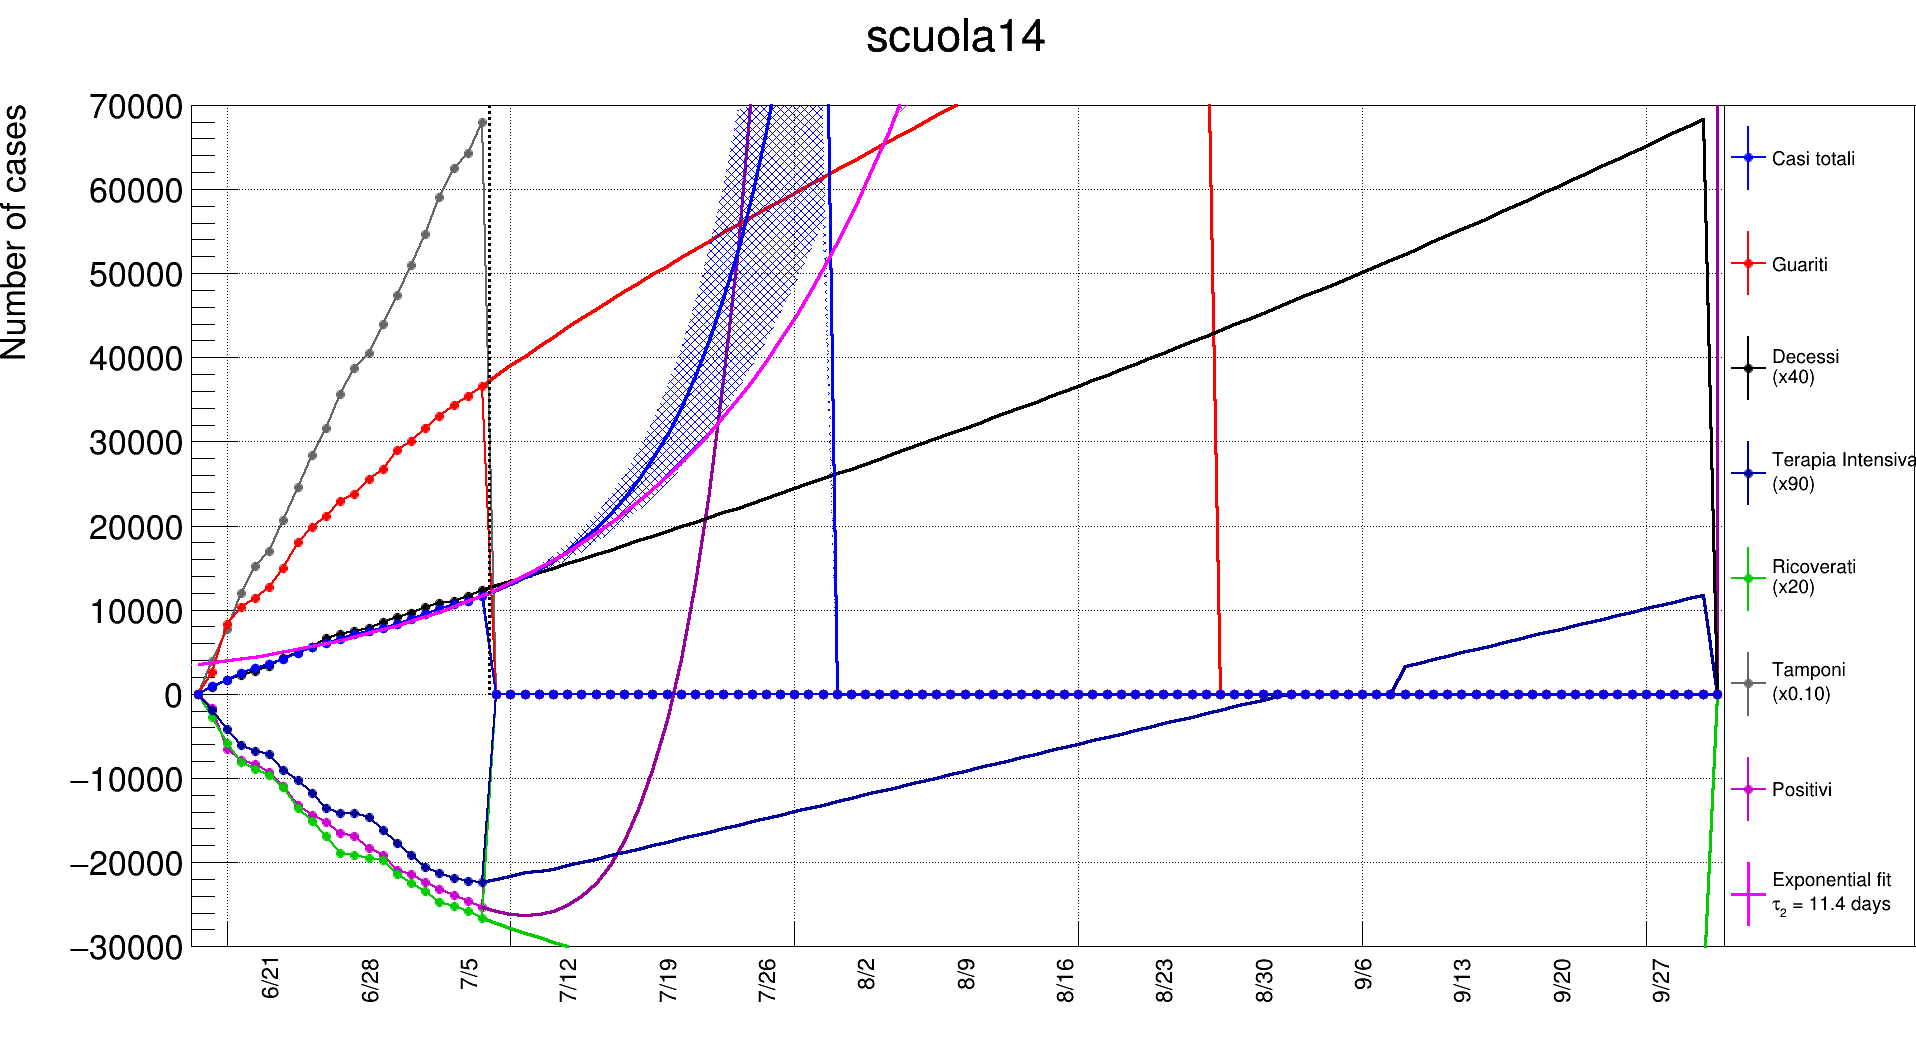 scuola14
Number of cases
70000
60000
50000
40000
30000
20000
10000
0
−10000
−20000
−30000
6/21
6/28
7/5
7/12
7/19
7/26
8/2
8/9
8/16
8/23
8/30
9/6
9/13
9/20
9/27
Casi totali
Guariti
Decessi
(x40)
Terapia Intensiva
(x90)
Ricoverati
(x20)
Tamponi
(x0.10)
Positivi
Exponential fit
τ2 = 11.4 days